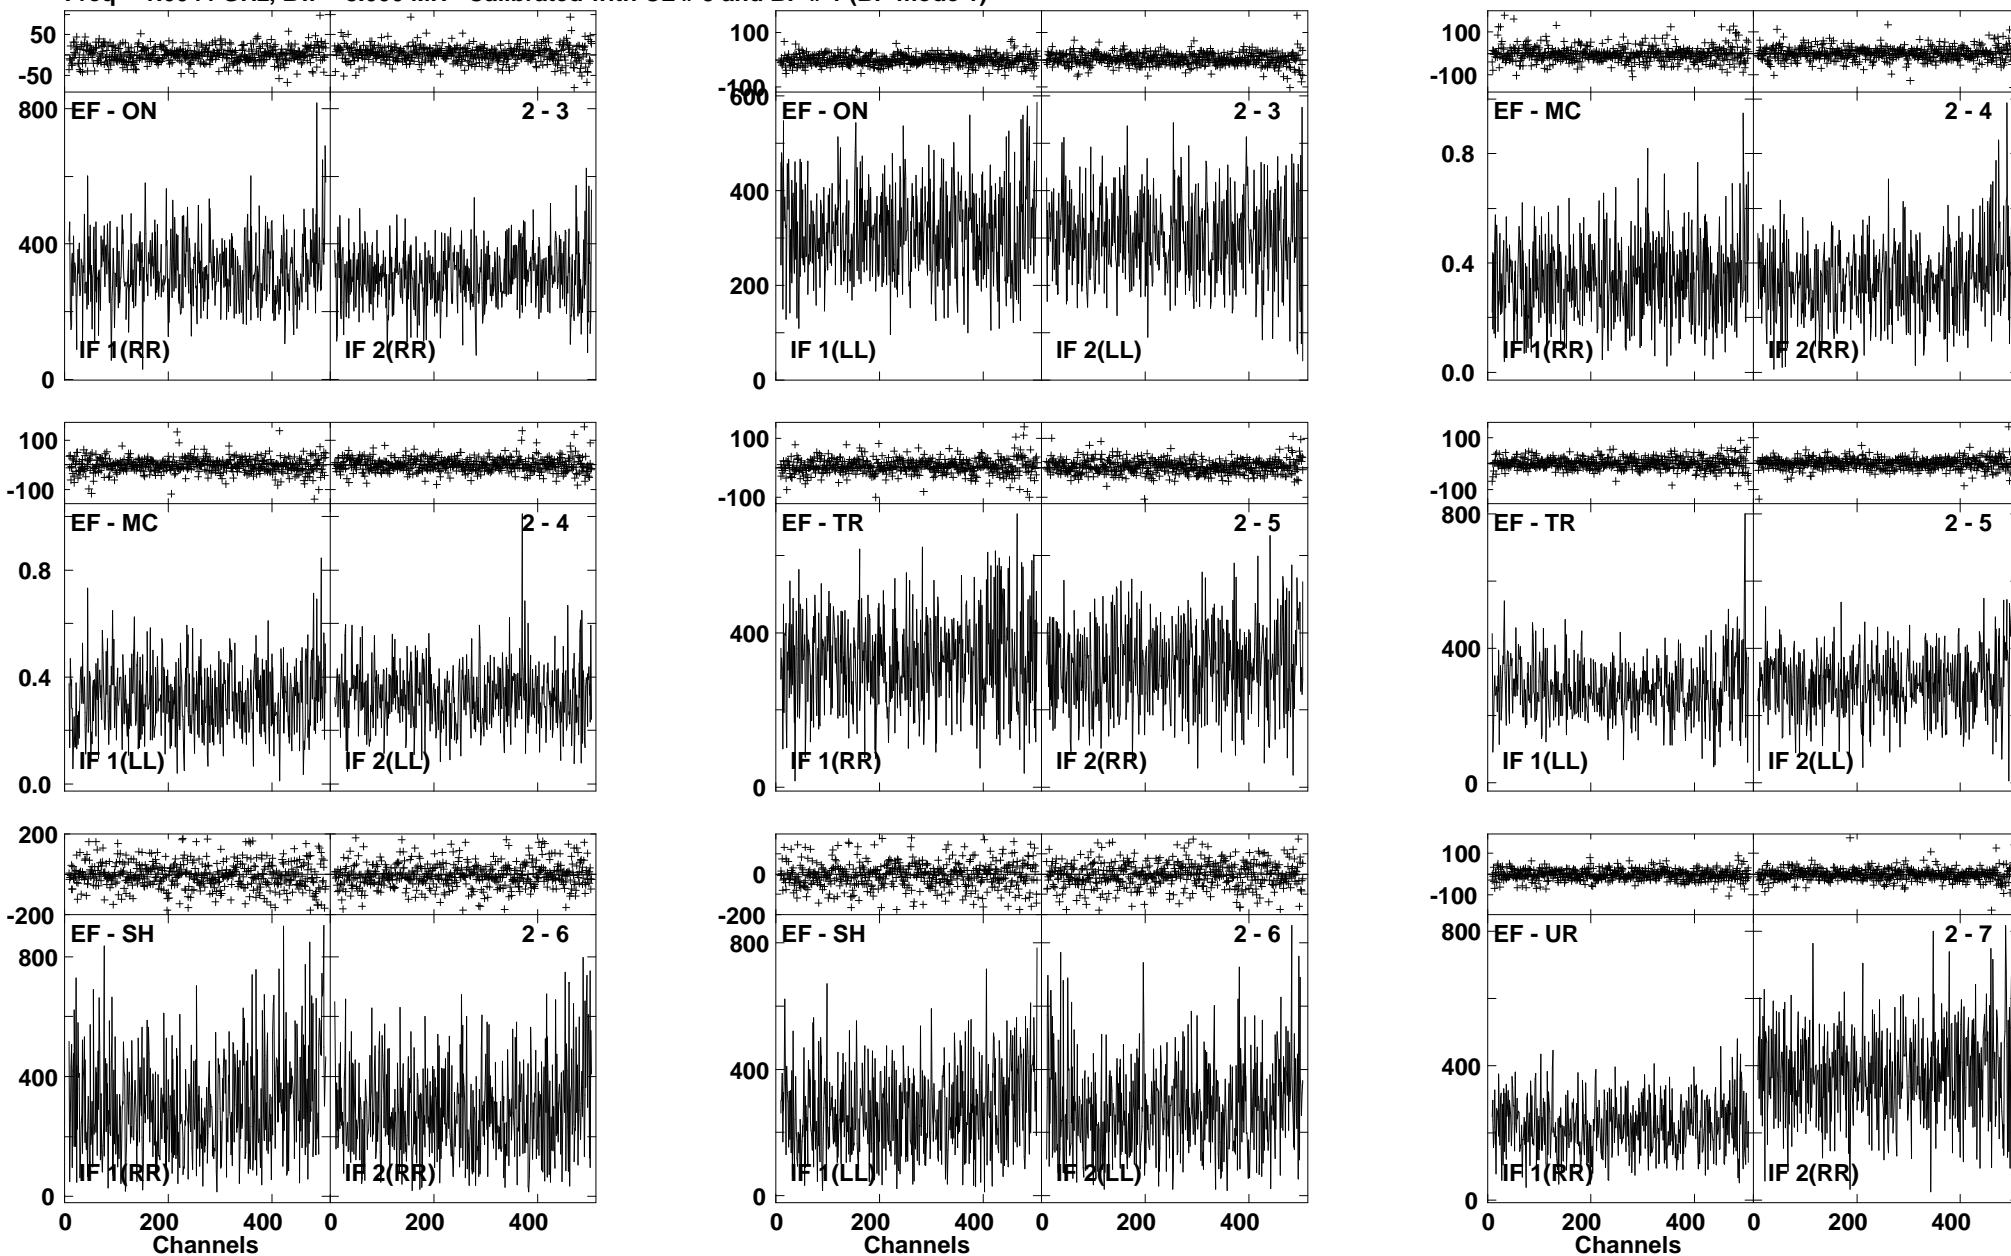 50
-50
100
-100
100
-100
800
400
0
EF - ON
2 - 3
IF 1(RR)
IF 2(RR)
600
400
200
0
EF - ON
2 - 3
IF 1(LL)
IF 2(LL)
0.8
0.4
0.0
EF - MC
2 - 4
IF 1(RR)
IF 2(RR)
100
-100
100
-100
100
-100
0.8
0.4
0.0
EF - MC
2 - 4
IF 1(LL)
IF 2(LL)
400
0
EF - TR
2 - 5
IF 1(RR)
IF 2(RR)
800
400
0
EF - TR
2 - 5
IF 1(LL)
IF 2(LL)
200
-200
0
-200
100
-100
800
400
0
EF - SH
2 - 6
IF 1(RR)
IF 2(RR)
800
400
0
EF - SH
2 - 6
IF 1(LL)
IF 2(LL)
800
400
0
EF - UR
2 - 7
IF 1(RR)
IF 2(RR)
0 200 400 0 200 400
Channels
0 200 400 0 200 400
Channels
0 200 400 0 200 400
Channels